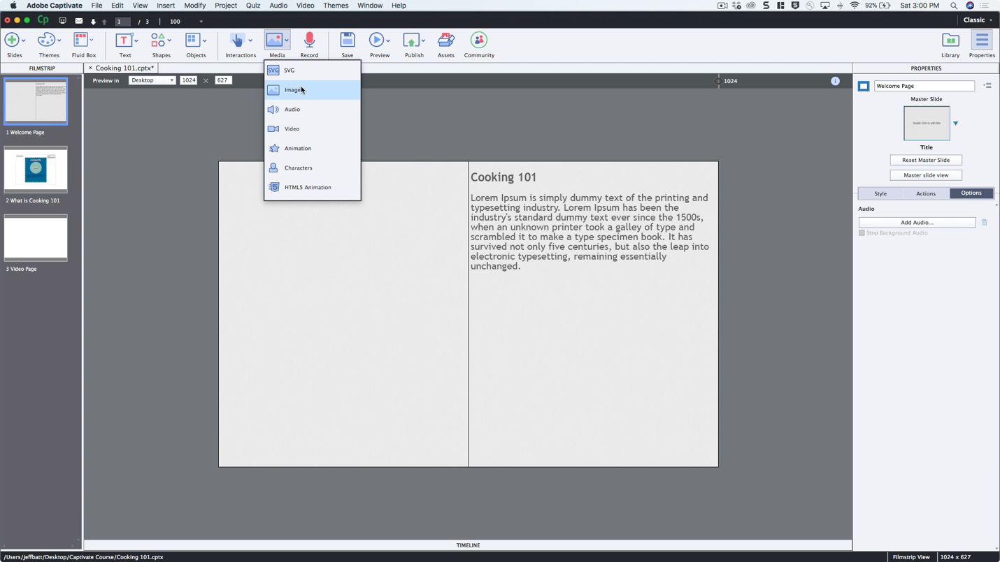 Adobe Captivate File Edit View Insert Modify Project Quiz Audio Video Themes Window Help 92% Sat 3:00 PM
Cp 1 / 3 100 Classic
Slides Themes Fluid Box Text Shapes Objects Interactions Media Record Save Preview Publish Assets Community Library Properties
FILMSTRIP × Cooking 101.cptx* PROPERTIES
Preview in Desktop 1024 × 627 1024
SVG SVG
Image
Audio
Video
Animation
Characters
HTML5 Animation
1 Welcome Page
2 What is Cooking 101
3 Video Page
Cooking 101
Lorem Ipsum is simply dummy text of the printing and
typesetting industry. Lorem Ipsum has been the
industry's standard dummy text ever since the 1500s,
when an unknown printer took a galley of type and
scrambled it to make a type specimen book. It has
survived not only five centuries, but also the leap into
electronic typesetting, remaining essentially
unchanged.
Welcome Page
Master Slide
Double click to add title
Title
Reset Master Slide
Master slide view
Style Actions Options
Audio
Add Audio...
Stop Background Audio
TIMELINE
/Users/jeffbatt/Desktop/Captivate Course/Cooking 101.cptx Filmstrip View 1024 x 627